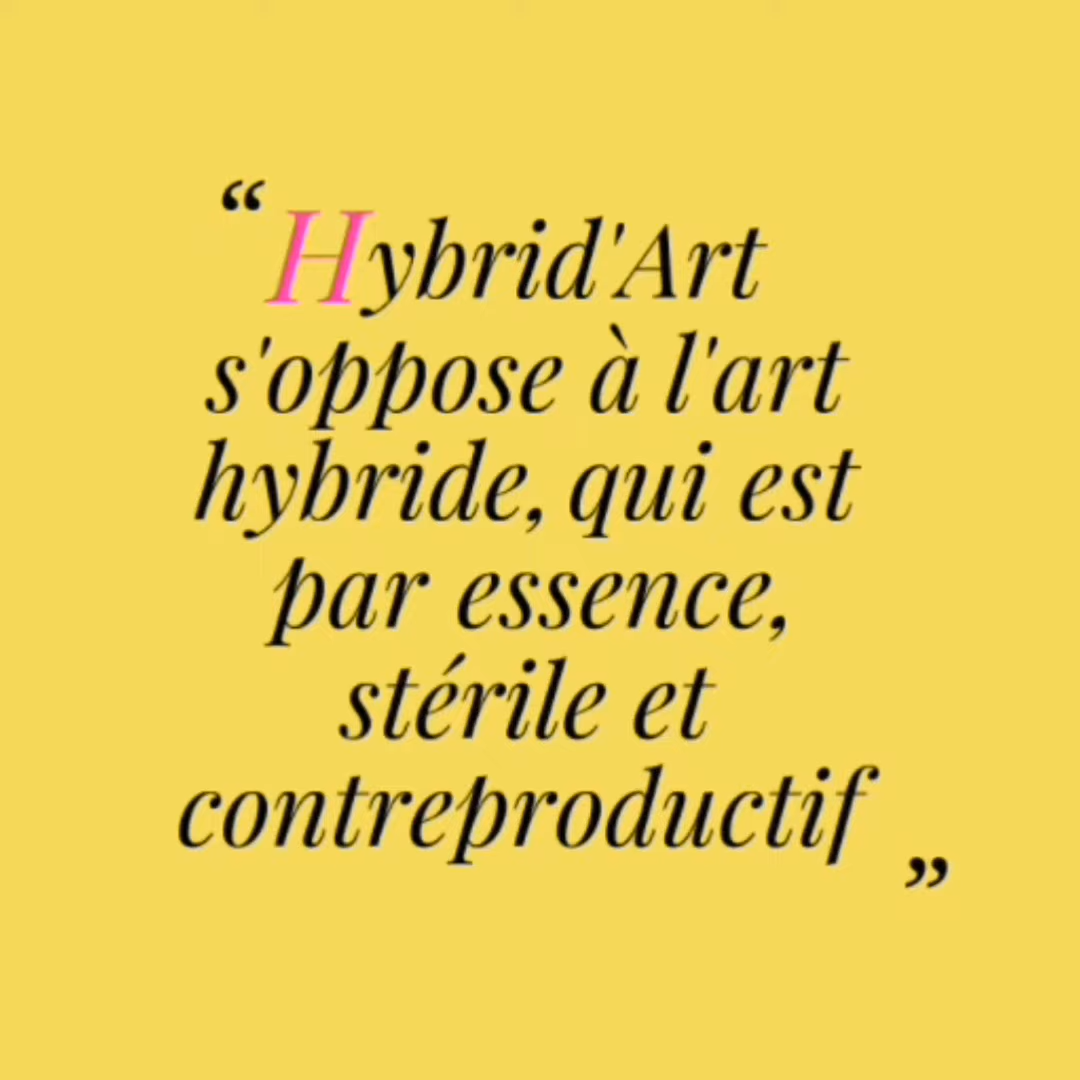 “Hybrid'Art
s'oppose à l'art
hybride, qui est
par essence,
stérile et
contreproductif”